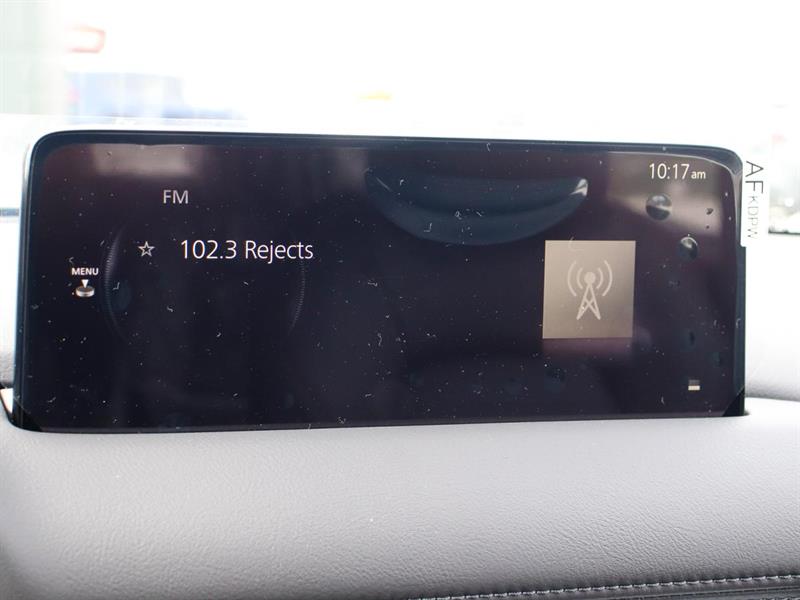 10:17 am
FM
102.3 Rejects
MENU
AF
KDPW